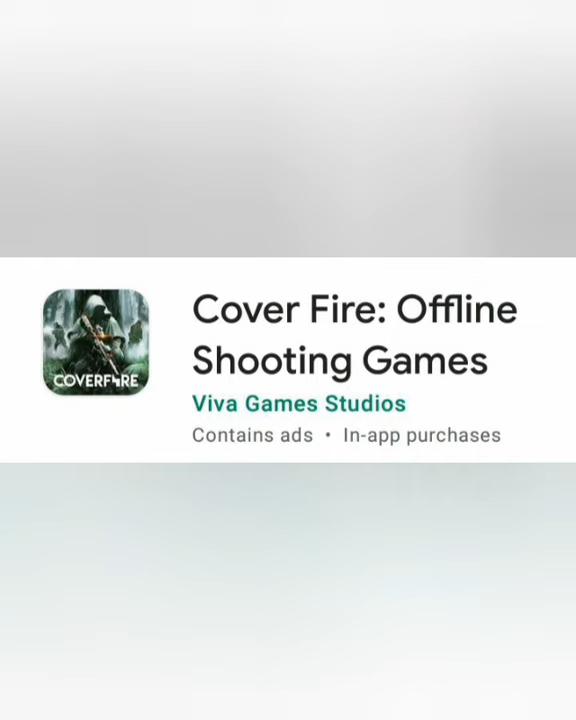 COVERFIRE
Cover Fire: Offline
Shooting Games
Viva Games Studios
Contains ads • In-app purchases